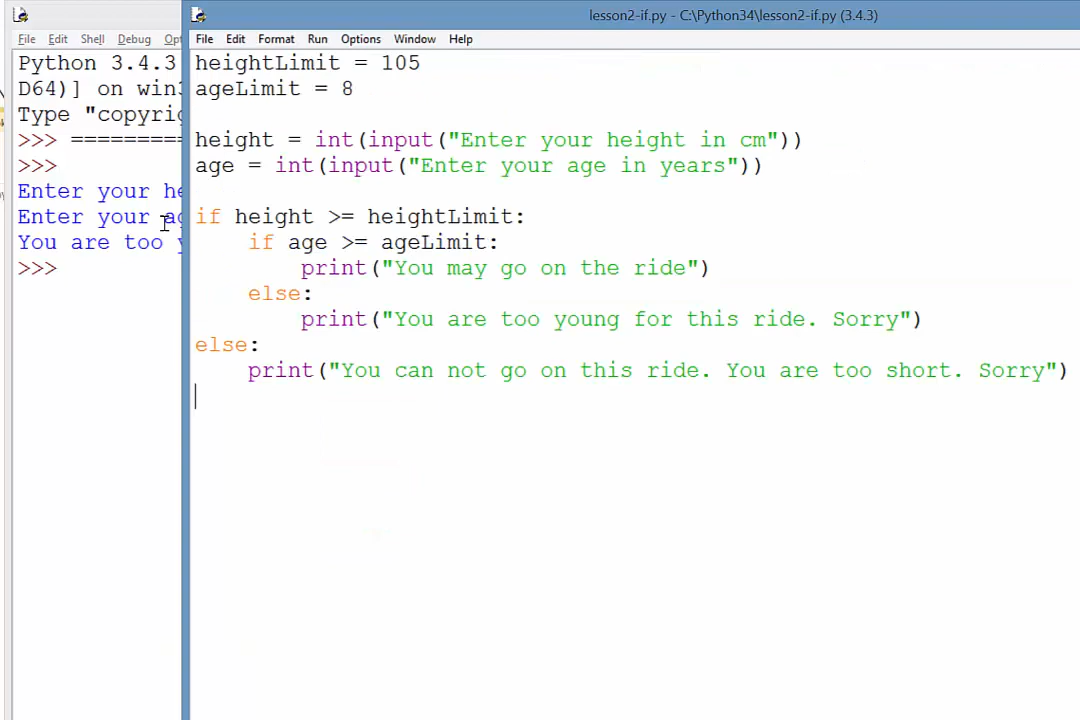 lesson2-if.py - C:\Python34\lesson2-if.py (3.4.3)
File Edit Shell Debug
Python 3.4.3
D64)] on
Type
>>> =========
>>>
Enter your
Enter your
You are too
>>>
File Edit Format Run Options Window Help
heightLimit = 105
ageLimit = 8
height = int(input("Enter your height in cm"))
age = int(input("Enter your age in years"))
if height >= heightLimit:
    if age >= ageLimit:
        print("You may go on the ride")
    else:
        print("You are too young for this ride. Sorry")
else:
    print("You can not go on this ride. You are too short. Sorry")